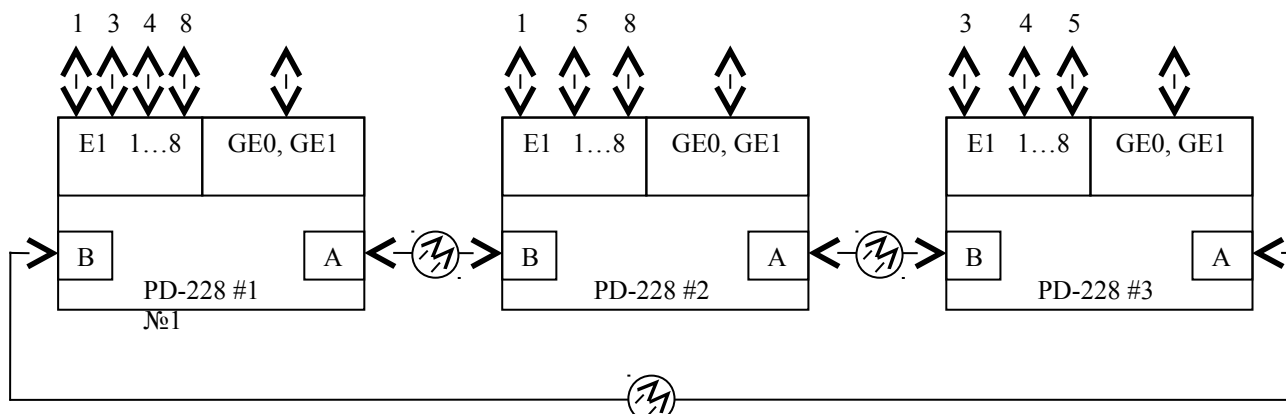 1 3 4 8 1 5 8 3 4 5
E1 1...8 GE0, GE1 E1 1...8 GE0, GE1 E1 1...8 GE0, GE1
B A B A B A
PD-228 #1 PD-228 #2 PD-228 #3
№1